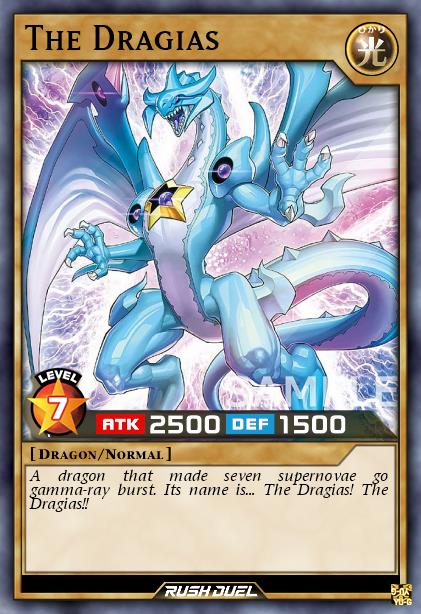 The Dragias
ひかり
光
SAMPLE
LEVEL
7
ATK 2500 DEF 1500
[Dragon/Normal]
A dragon that made seven supernovae go
gamma-ray burst. Its name is... The Dragias! The
Dragias!!
RUSH DUEL